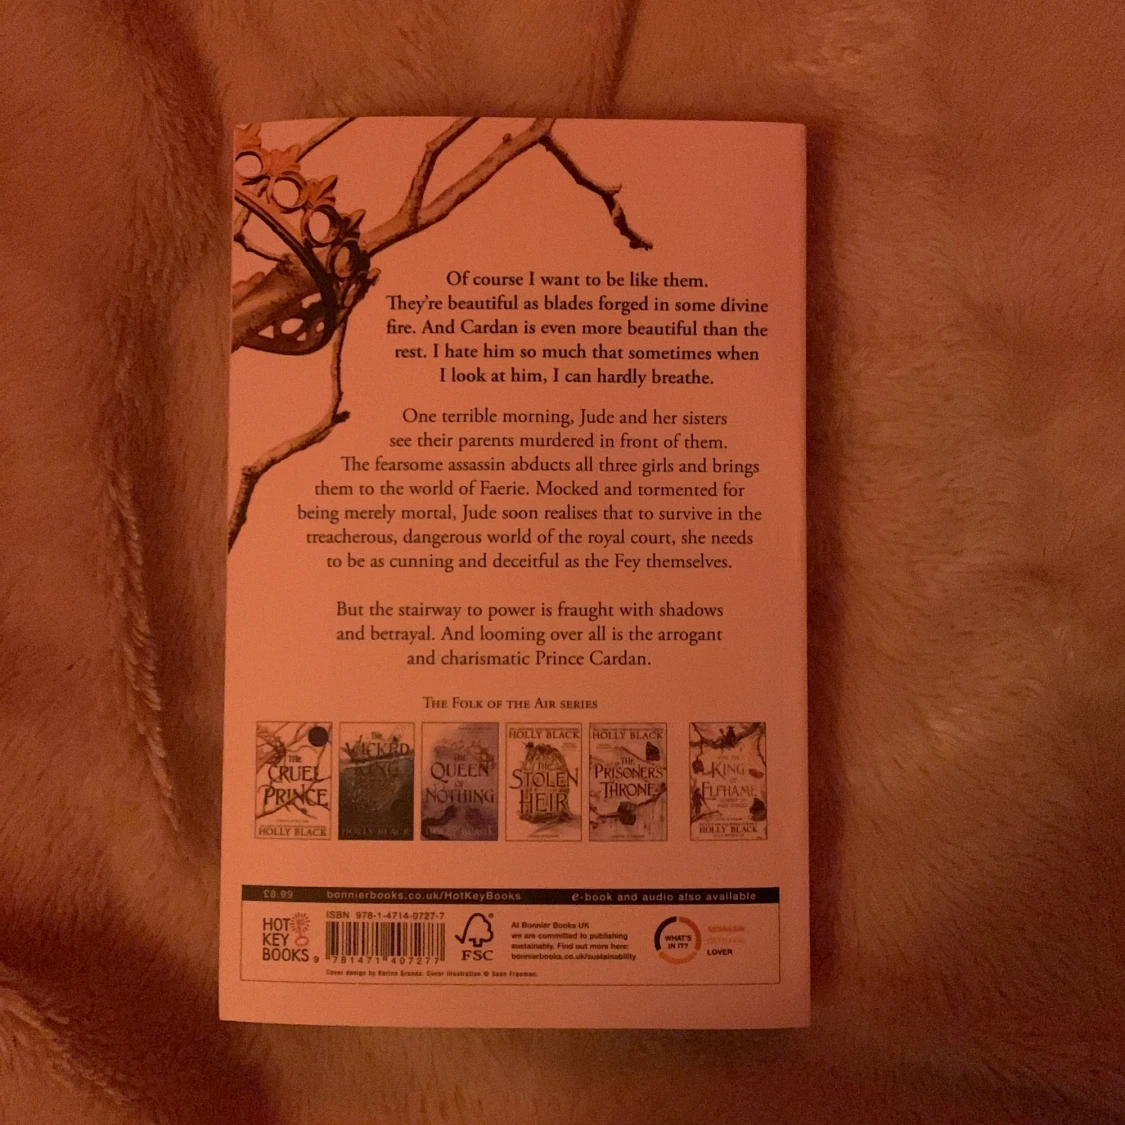 Of course I want to be like them.
They're beautiful as blades forged in some divine
fire. And Cardan is even more beautiful than the
rest. I hate him so much that sometimes when
I look at him, I can hardly breathe.
One terrible morning, Jude and her sisters
see their parents murdered in front of them.
The fearsome assassin abducts all three girls and brings
them to the world of Faerie. Mocked and tormented for
being merely mortal, Jude soon realises that to survive in the
treacherous, dangerous world of the royal court, she needs
to be as cunning and deceitful as the Fey themselves.
But the stairway to power is fraught with shadows
and betrayal. And looming over all is the arrogant
and charismatic Prince Cardan.
THE FOLK OF THE AIR SERIES
THE
CRUEL
PRINCE
HOLLY BLACK
THE
WICKED
KING
HOLLY BLACK
THE
QUEEN
OF
NOTHING
HOLLY BLACK
HOLLY BLACK
THE
STOLEN
HEIR
HOLLY BLACK
THE
PRISONER'S
THRONE
KING
OF
ELFHAME
HOLLY BLACK
£8.99
bonnierbooks.co.uk/HotKeyBooks
e-book and audio also available
HOT
KEY
BOOKS
ISBN 978-1-4714-0727-7
9 781471 407277
FSC
At Bonnier Books UK
we are committed to publishing
sustainably. Find out more here:
bonnierbooks.co.uk/sustainability
WHAT'S
IN IT?
ASSASSIN
BETRAYAL
LOVER
Cover design by Karina Granda. Cover illustration © Sean Freeman.